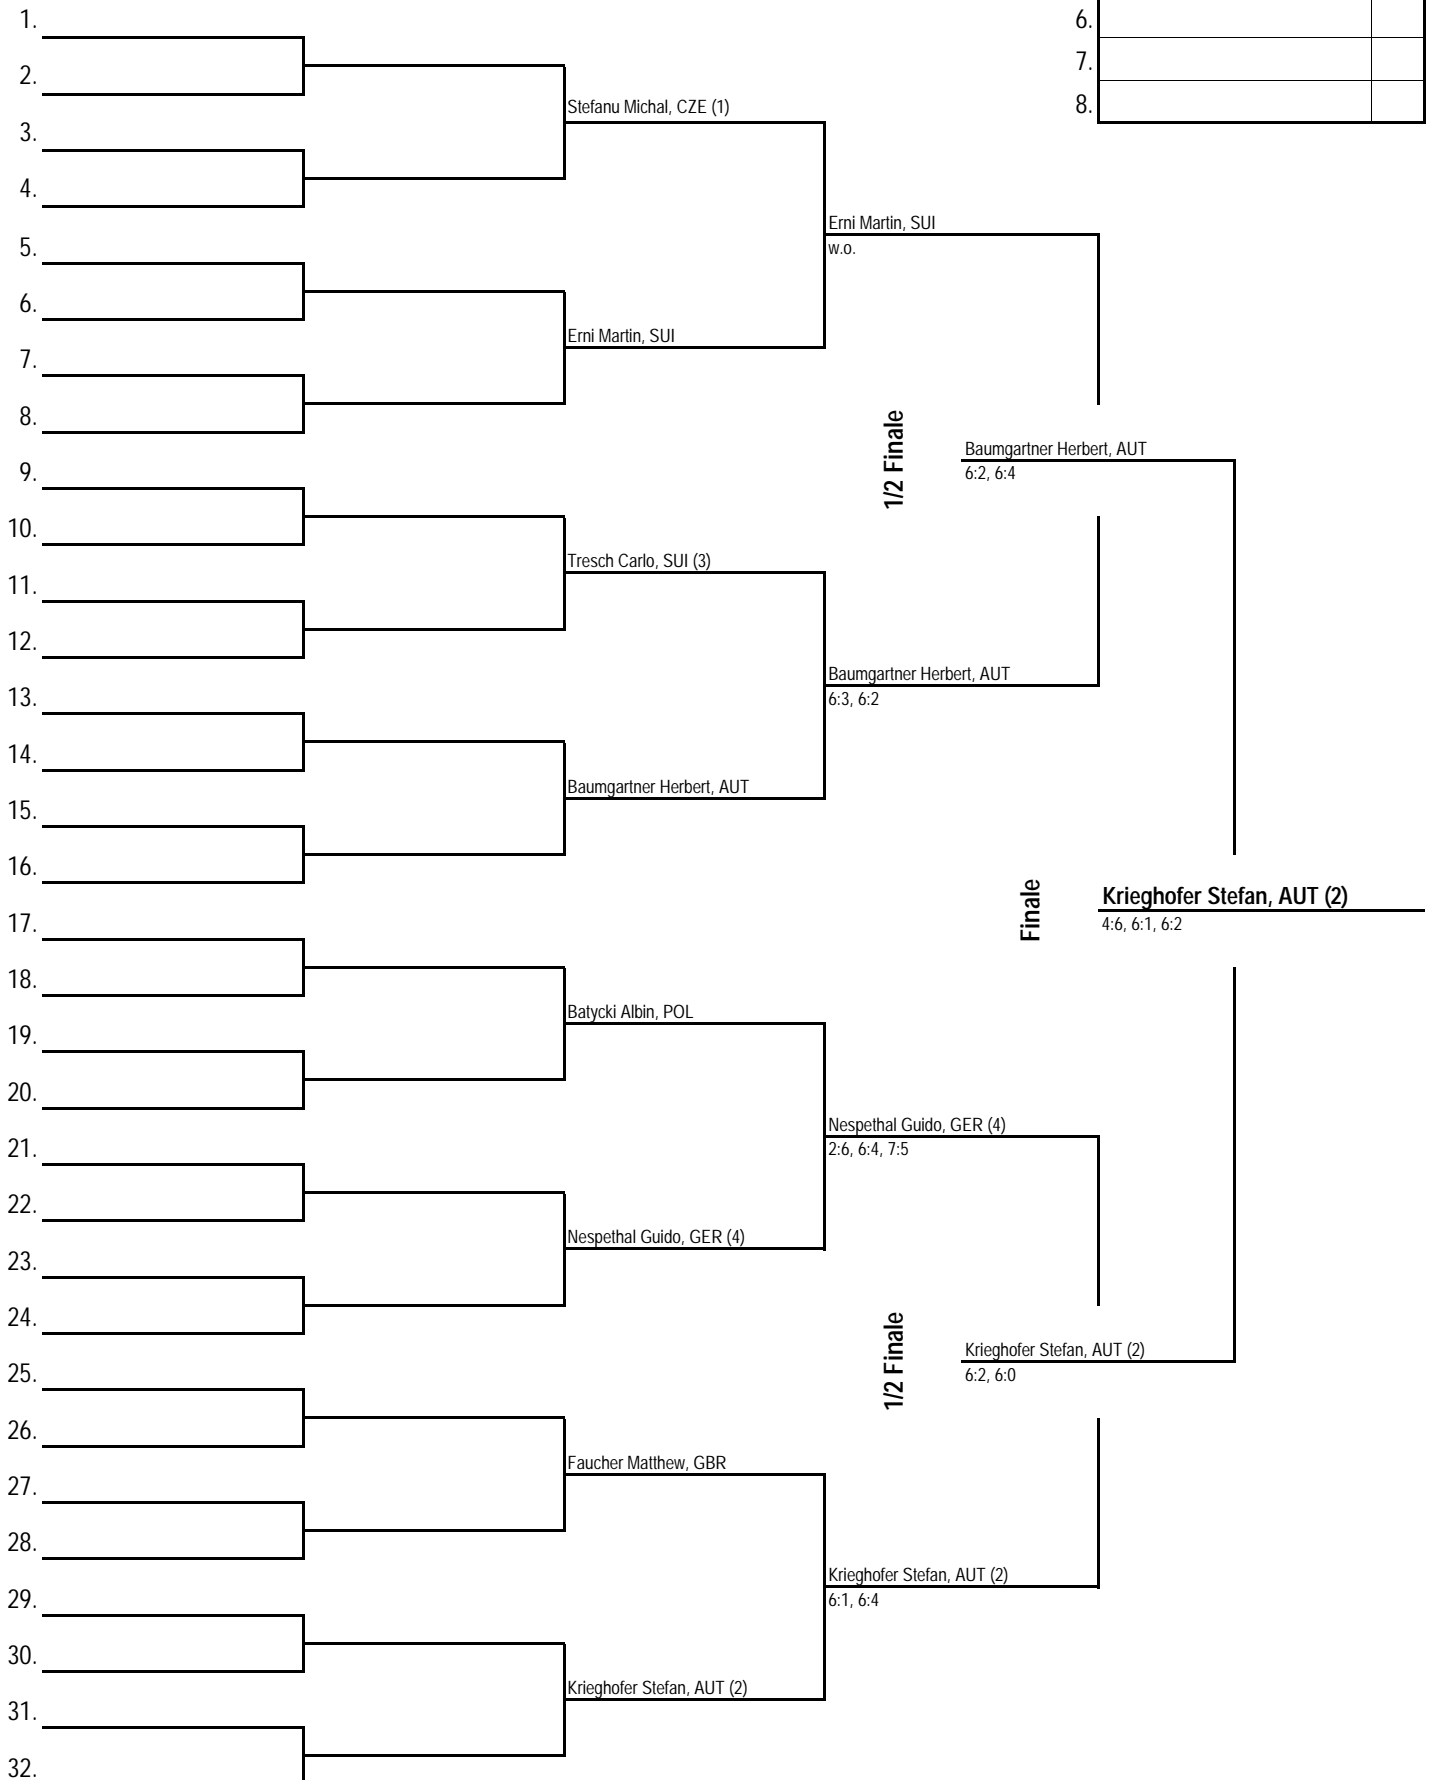 1.
6.
2.
7.
Stefanu Michal, CZE (1)
8.
3.
4.
Erni Martin, SUI
w.o.
5.
6.
Erni Martin, SUI
7.
8.
1/2 Finale
Baumgartner Herbert, AUT
6:2, 6:4
9.
10.
Tresch Carlo, SUI (3)
11.
12.
Baumgartner Herbert, AUT
6:3, 6:2
13.
14.
Baumgartner Herbert, AUT
15.
16.
Finale
Krieghofer Stefan, AUT (2)
4:6, 6:1, 6:2
17.
18.
Batycki Albin, POL
19.
20.
Nespethal Guido, GER (4)
2:6, 6:4, 7:5
21.
22.
Nespethal Guido, GER (4)
23.
24.
1/2 Finale
Krieghofer Stefan, AUT (2)
6:2, 6:0
25.
26.
Faucher Matthew, GBR
27.
28.
Krieghofer Stefan, AUT (2)
6:1, 6:4
29.
30.
Krieghofer Stefan, AUT (2)
31.
32.